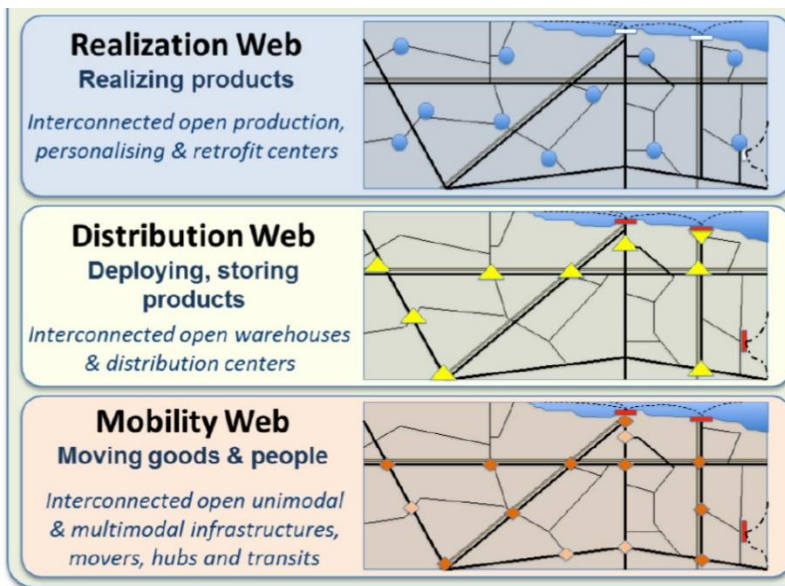 Realization Web
Realizing products
Interconnected open production,
personalising & retrofit centers
Distribution Web
Deploying, storing
products
Interconnected open warehouses
& distribution centers
Mobility Web
Moving goods & people
Interconnected open unimodal
& multimodal infrastructures,
movers, hubs and transits